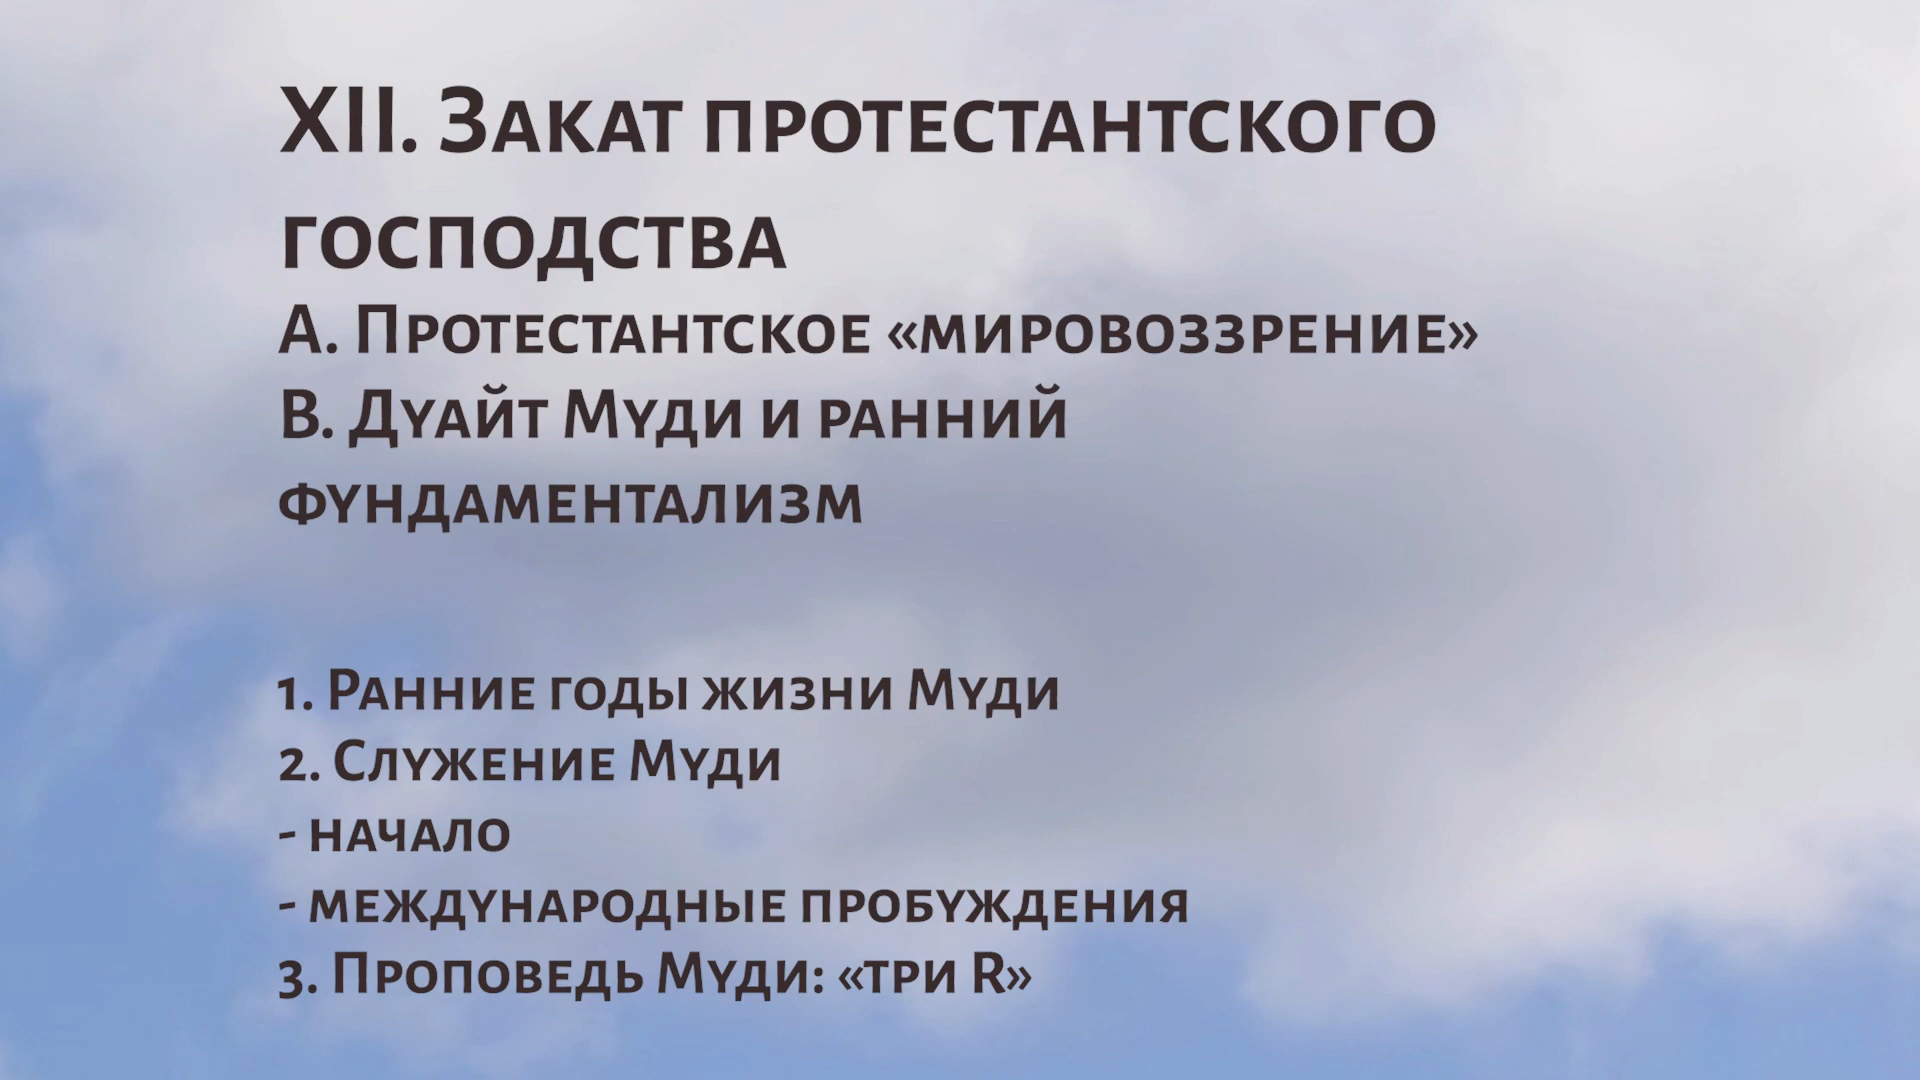 XII. Закат протестантского
господства
A. Протестантское «мировоззрение»
B. Дуайт Муди и ранний
фундаментализм
1. Ранние годы жизни Муди
2. Служение Муди
- начало
- международные пробуждения
3. Проповедь Муди: «три R»